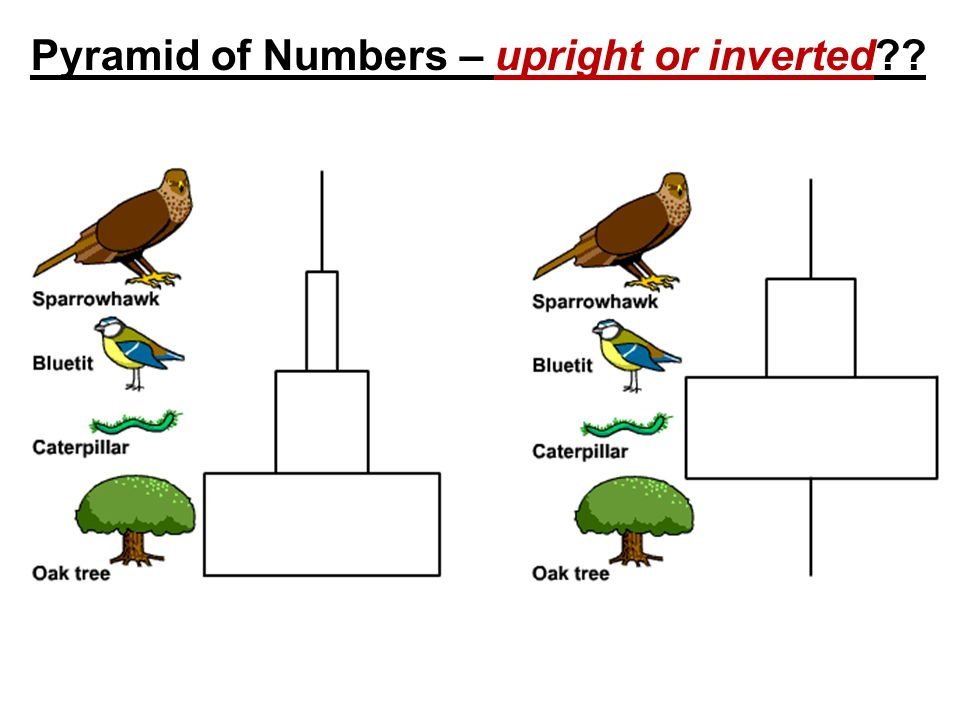 Pyramid of Numbers – upright or inverted??
Sparrowhawk
Bluetit
Caterpillar
Oak tree
Sparrowhawk
Bluetit
Caterpillar
Oak tree